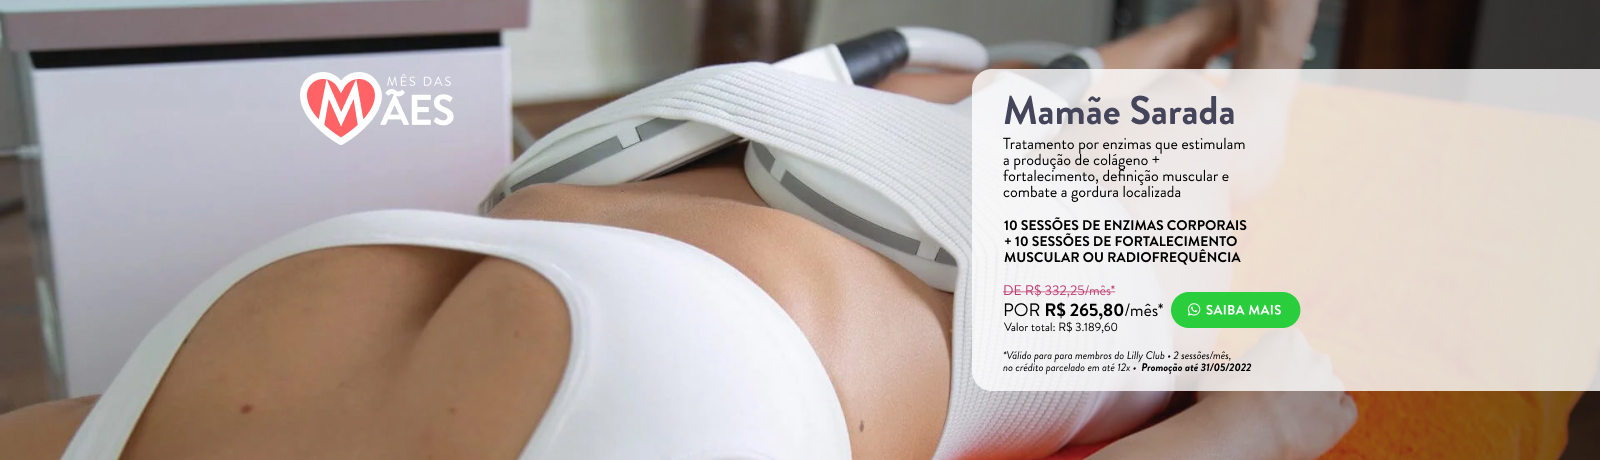 MÊS DAS
MÃES
Mamãe Sarada
Tratamento por enzimas que estimulam
a produção de colágeno +
fortalecimento, definição muscular e
combate a gordura localizada
10 SESSÕES DE ENZIMAS CORPORAIS
+ 10 SESSÕES DE FORTALECIMENTO
MUSCULAR OU RADIOFREQUÊNCIA
DE R$ 332,25/mês*
POR R$ 265,80/mês*
SAIBA MAIS
Valor total: R$ 3.189,60
*Válido para para membros do Lilly Club • 2 sessões/mês,
no crédito parcelado em até 12x • Promoção até 31/05/2022